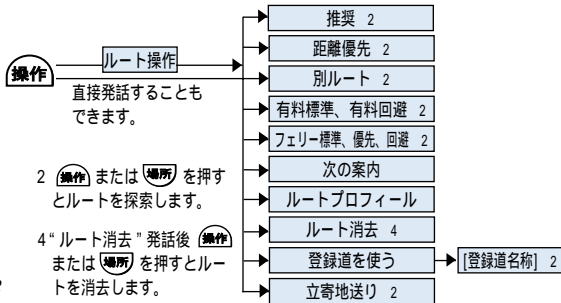 操作
ルート操作
直接発話することも
できます。
2 操作 または 場所 を押す
とルートを探索します。
4 “ ルート消去 ” 発話後 操作
または 場所 を押すとルー
トを消去します。
推奨 2
距離優先 2
別ルート 2
有料標準、有料回避 2
フェリー標準、優先、回避 2
次の案内
ルートプロフィール
ルート消去 4
登録道を使う
[登録道名称] 2
立寄地送り 2